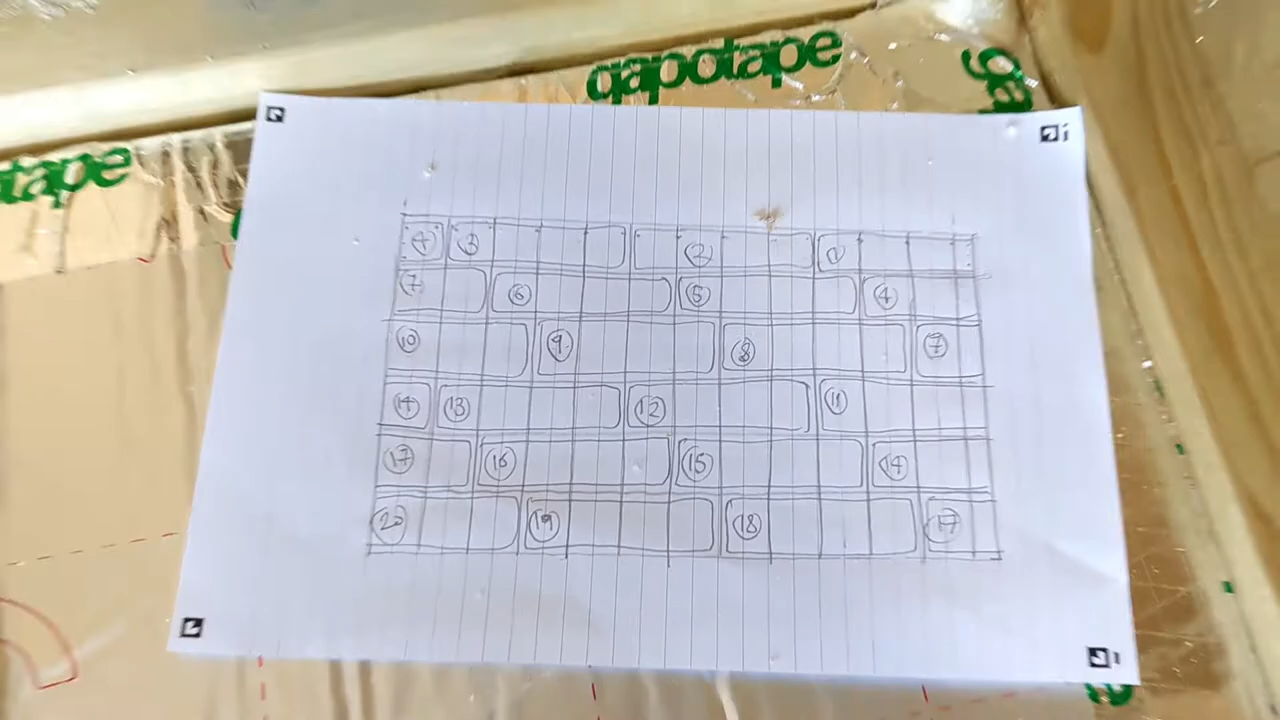 gapotape
ga
tape
4 3 2 1
7 6 5 4
10 9 8 7
14 13 12 11
17 16 15 14
20 19 18 17